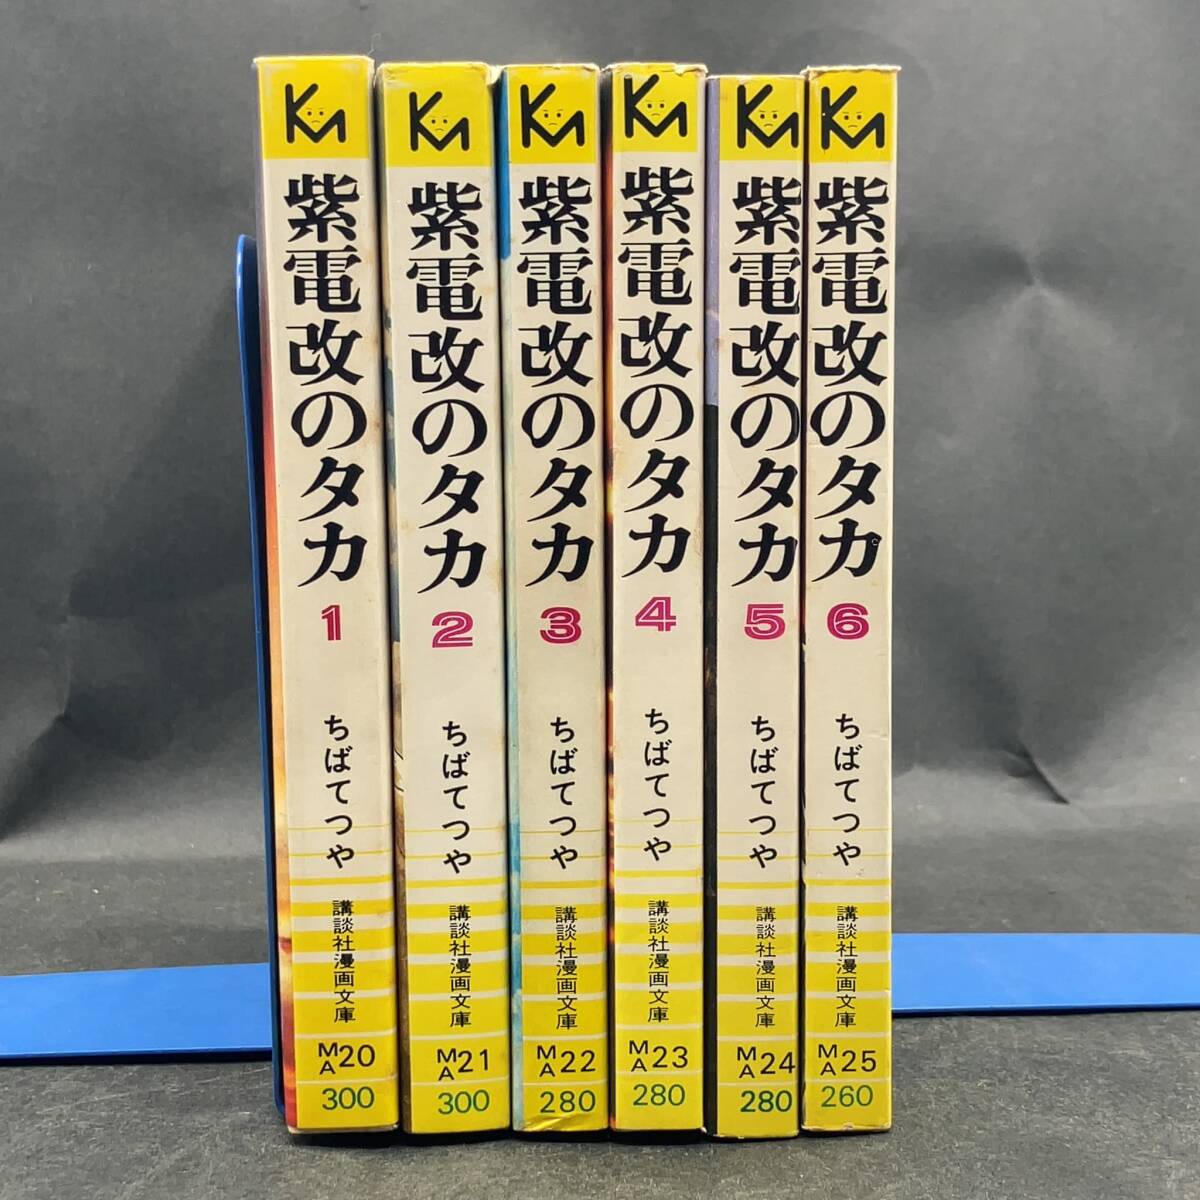 KM
紫電改のタカ
1
ちばてつや
講談社漫画文庫
MA20
300
KM
紫電改のタカ
2
ちばてつや
講談社漫画文庫
MA21
300
KM
紫電改のタカ
3
ちばてつや
講談社漫画文庫
MA22
280
KM
紫電改のタカ
4
ちばてつや
講談社漫画文庫
MA23
280
KM
紫電改のタカ
5
ちばてつや
講談社漫画文庫
MA24
280
KM
紫電改のタカ
6
ちばてつや
講談社漫画文庫
MA25
260